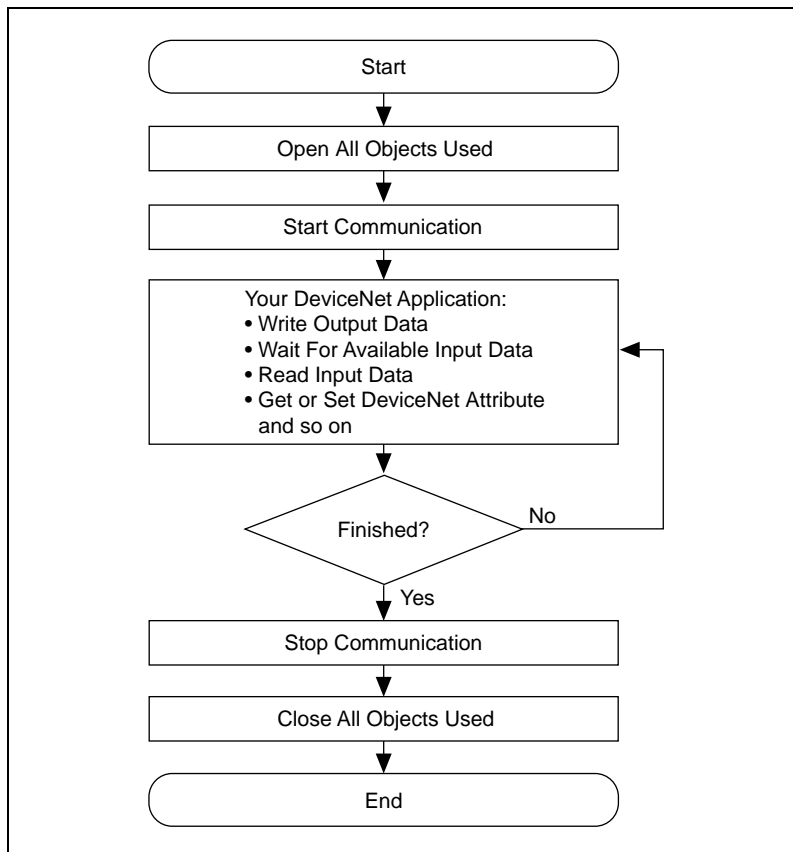 Start
Open All Objects Used
Start Communication
Your DeviceNet Application:
• Write Output Data
• Wait For Available Input Data
• Read Input Data
• Get or Set DeviceNet Attribute
and so on
Finished?
No
Yes
Stop Communication
Close All Objects Used
End